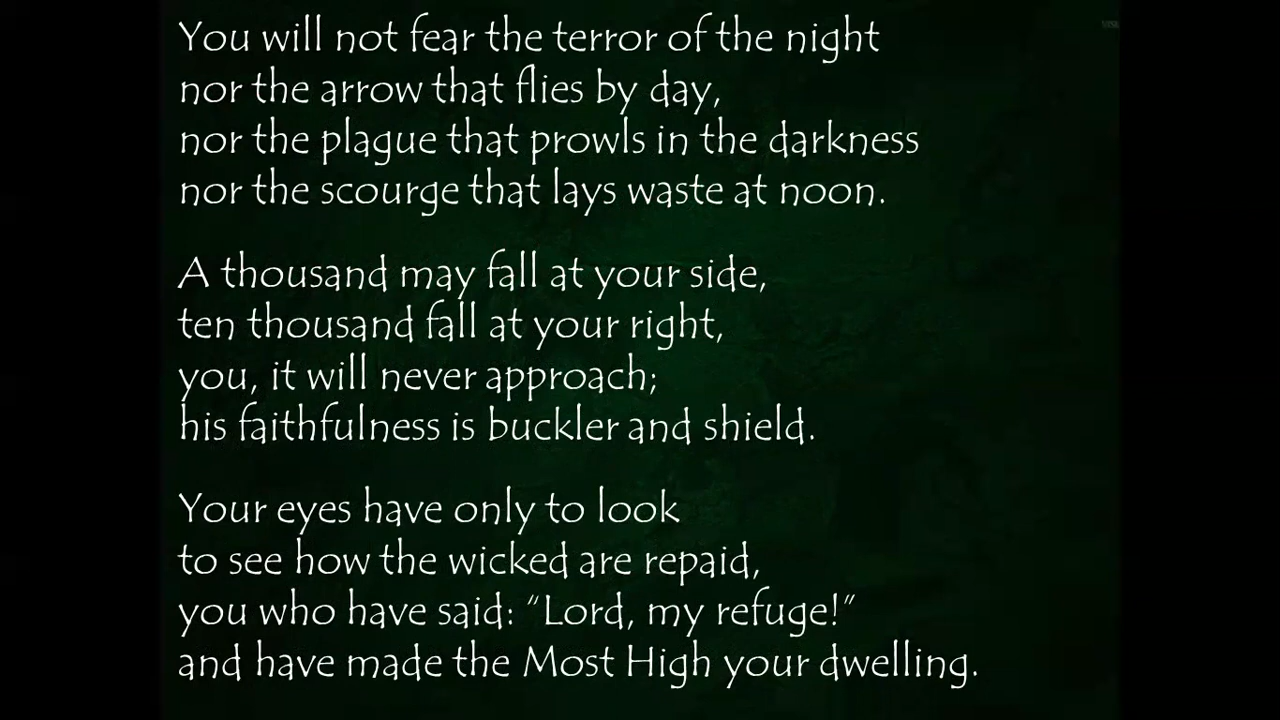 You will not fear the terror of the night
nor the arrow that flies by day,
nor the plague that prowls in the darkness
nor the scourge that lays waste at noon.
A thousand may fall at your side,
ten thousand fall at your right,
you, it will never approach;
his faithfulness is buckler and shield.
Your eyes have only to look
to see how the wicked are repaid,
you who have said: “Lord, my refuge!”
and have made the Most High your dwelling.